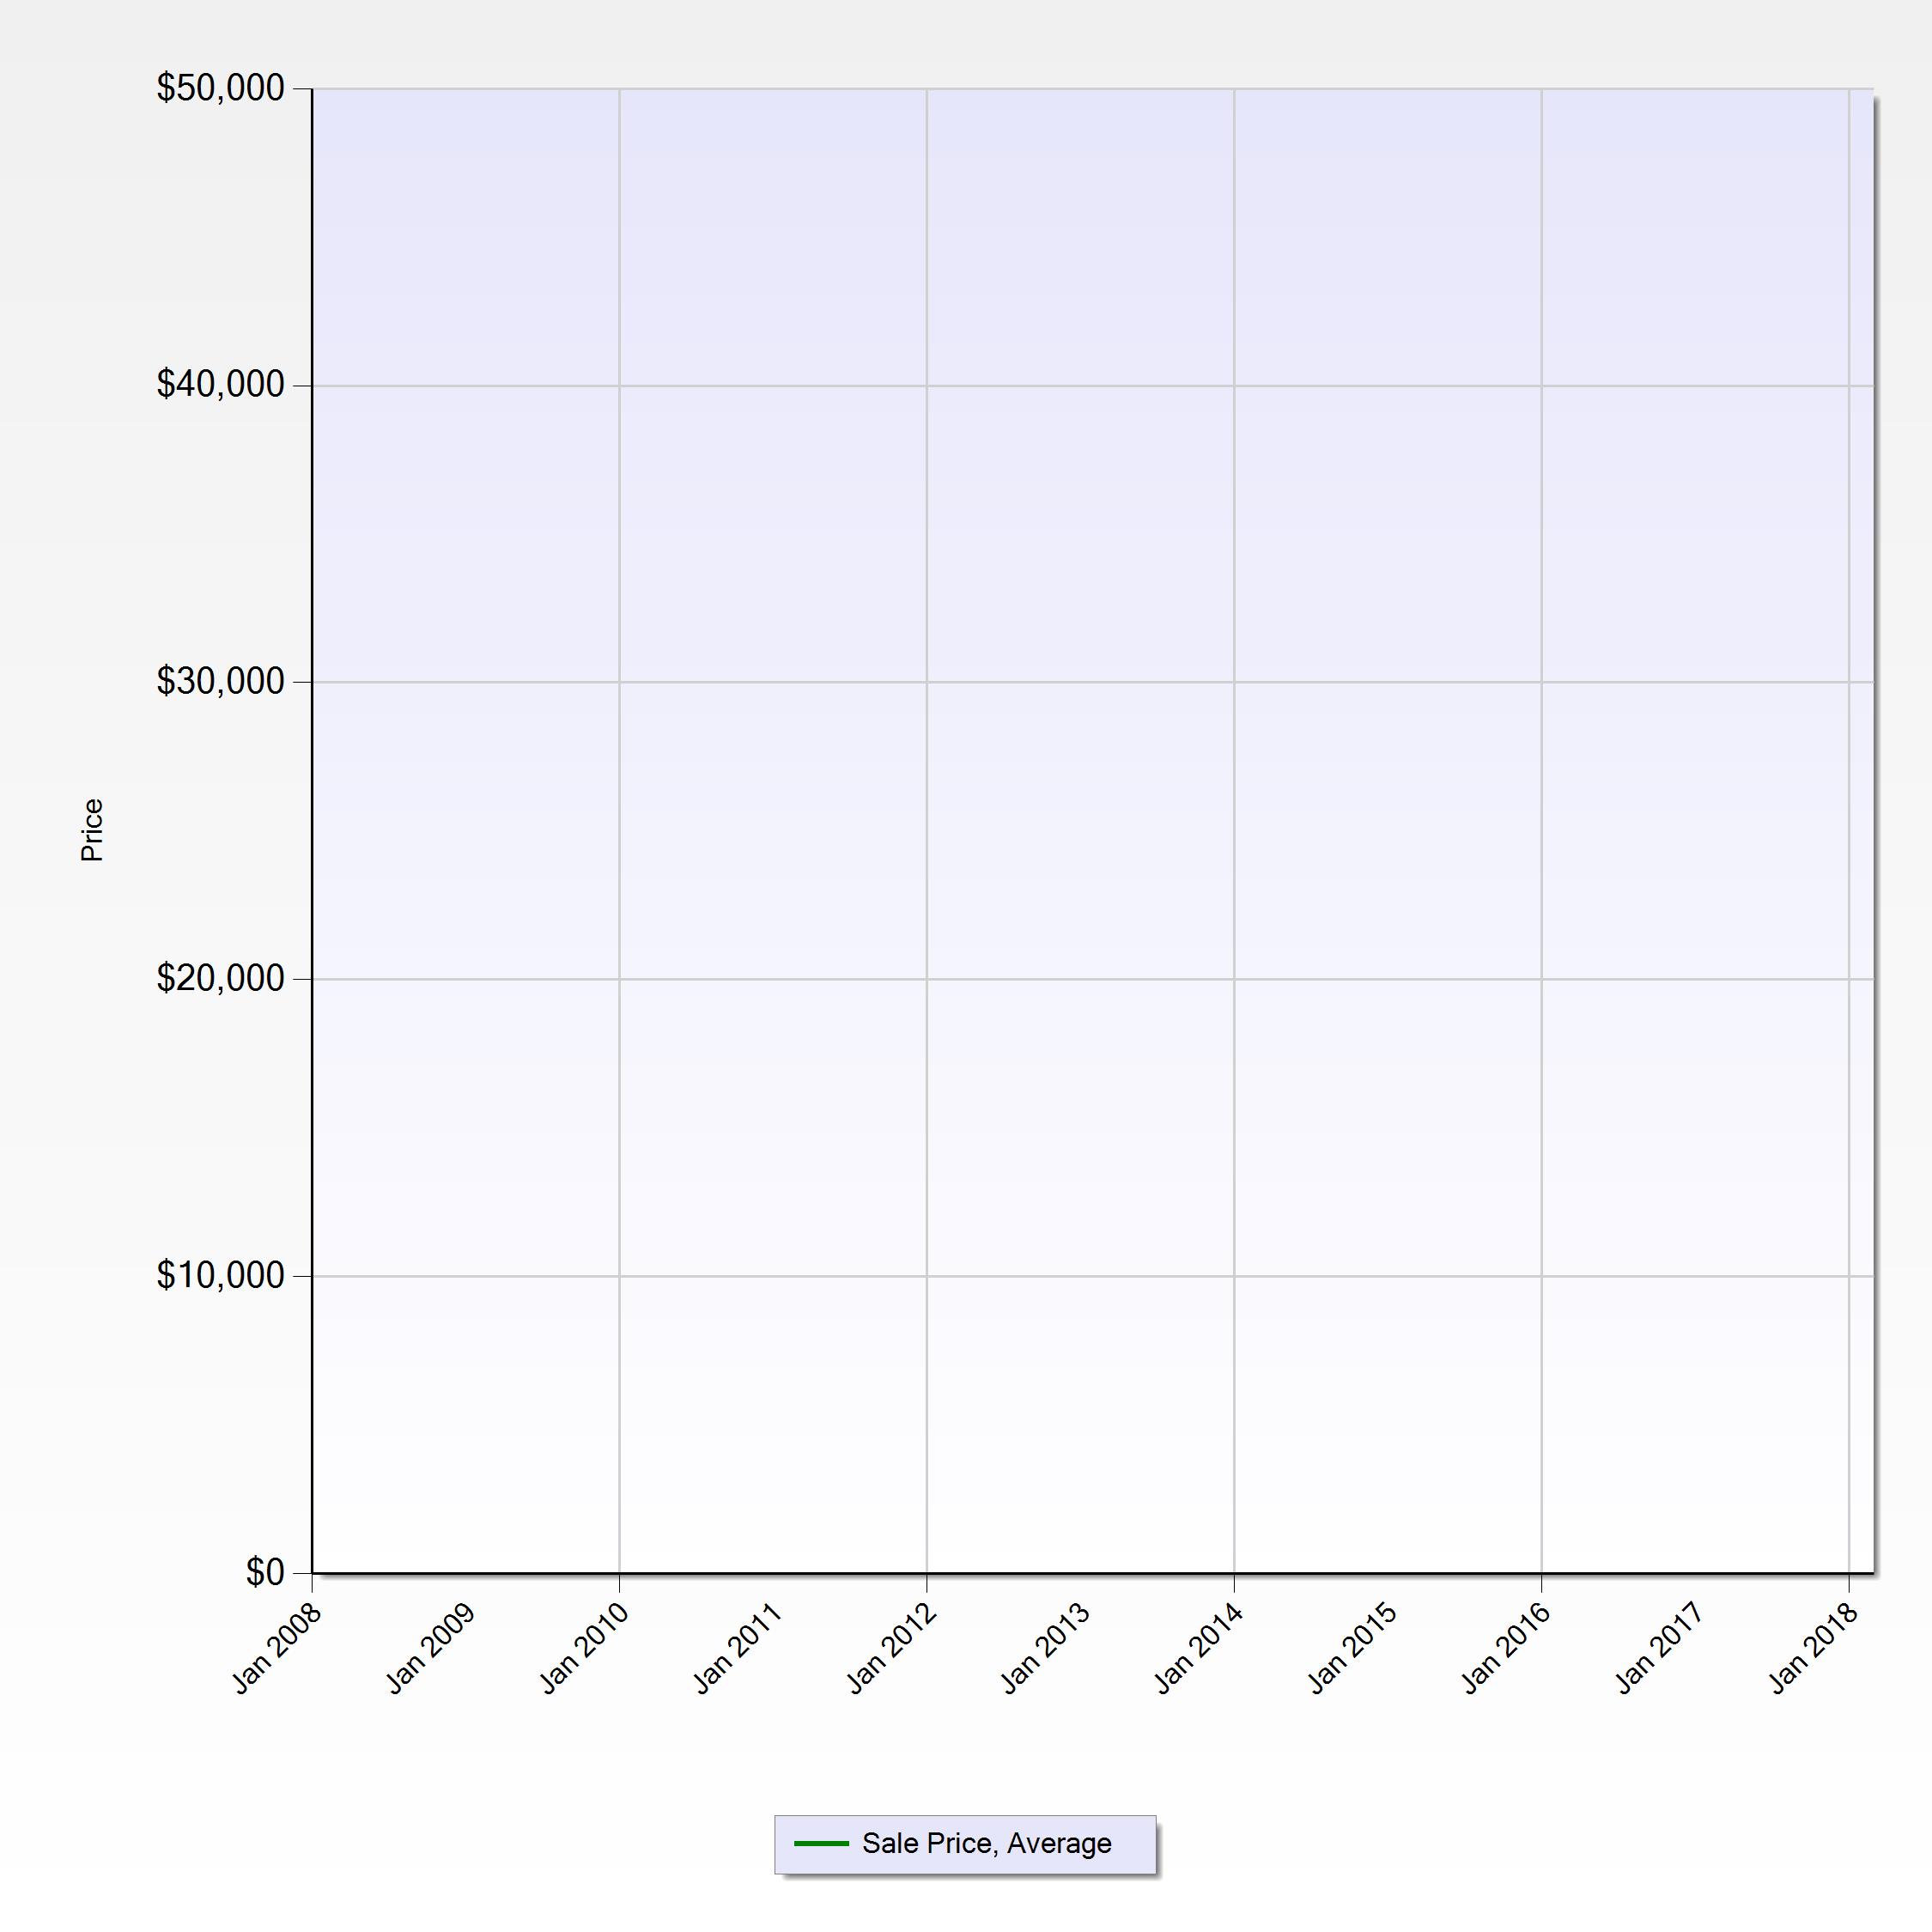 $50,000
$40,000
$30,000
$20,000
$10,000
$0
Price
Jan 2008
Jan 2009
Jan 2010
Jan 2011
Jan 2012
Jan 2013
Jan 2014
Jan 2015
Jan 2016
Jan 2017
Jan 2018
Sale Price, Average